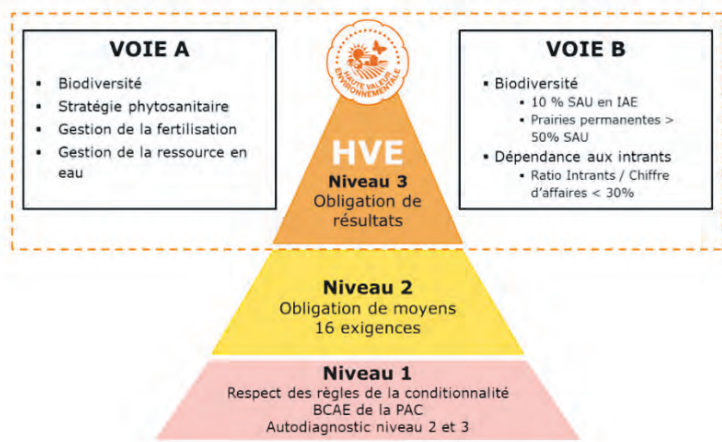 VOIE A
▪ Biodiversité
▪ Stratégie phytosanitaire
▪ Gestion de la fertilisation
▪ Gestion de la ressource en
eau
HAUTE VALEUR
ENVIRONNEMENTALE
HVE
Niveau 3
Obligation de
résultats
VOIE B
▪ Biodiversité
▪ 10 % SAU en IAE
▪ Prairies permanentes >
50% SAU
▪ Dépendance aux intrants
▪ Ratio Intrants / Chiffre
d'affaires < 30%
Niveau 2
Obligation de moyens
16 exigences
Niveau 1
Respect des règles de la conditionnalité
BCAE de la PAC
Autodiagnostic niveau 2 et 3